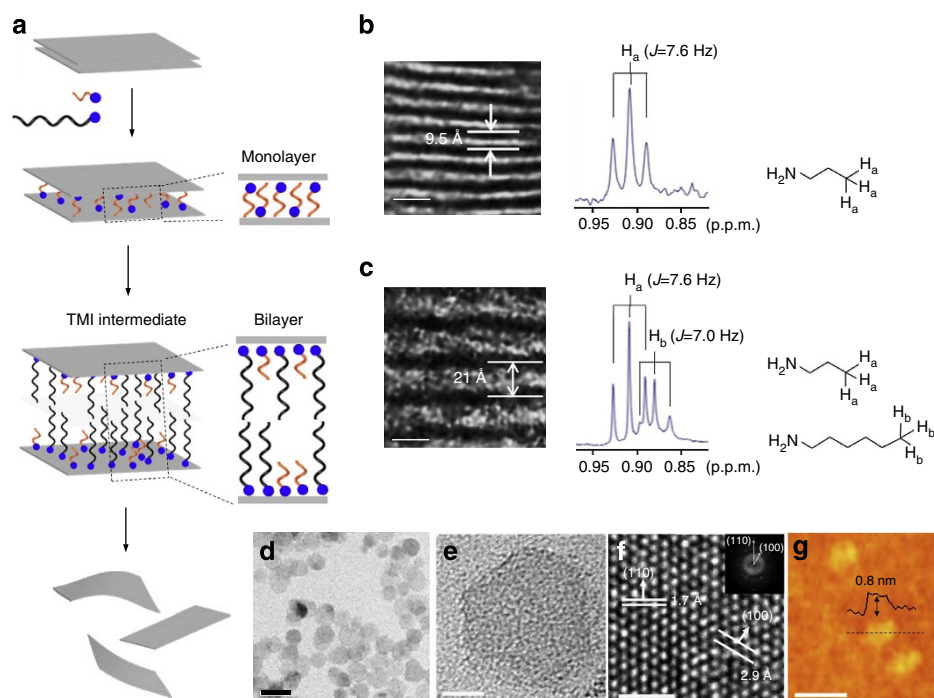 a
Monolayer
TMI intermediate
Bilayer
b
9.5 Å
Hₐ (J=7.6 Hz)
0.95 0.90 0.85 (p.p.m.)
H₂N
Hₐ
Hₐ
Hₐ
c
21 Å
Hₐ (J=7.6 Hz)
H_b (J=7.0 Hz)
0.95 0.90 0.85 (p.p.m.)
H₂N
Hₐ
Hₐ
Hₐ
H₂N
H_b
H_b
H_b
d
e
f
(110)
1.7 Å
(110)
(100)
(100)
2.9 Å
g
0.8 nm